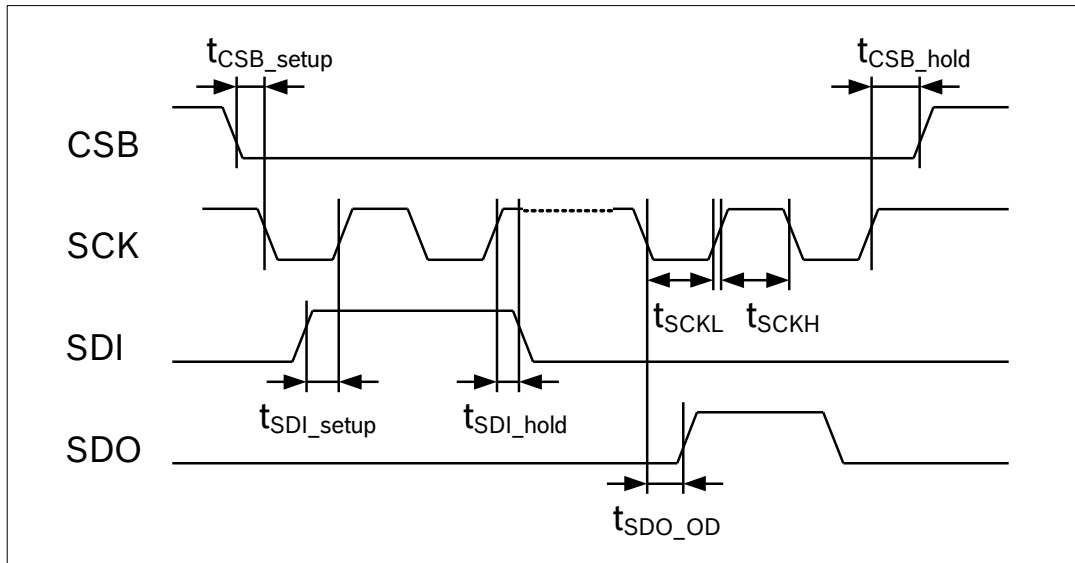 tCSB_setup
tCSB_hold
CSB
SCK
tSCKL
tSCKH
SDI
tSDI_setup
tSDI_hold
SDO
tSDO_OD